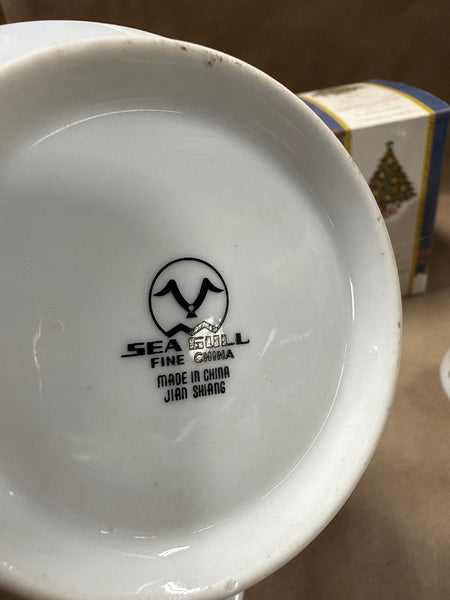 SEA GULL
FINE CHINA
MADE IN CHINA
JIAN SHIANG